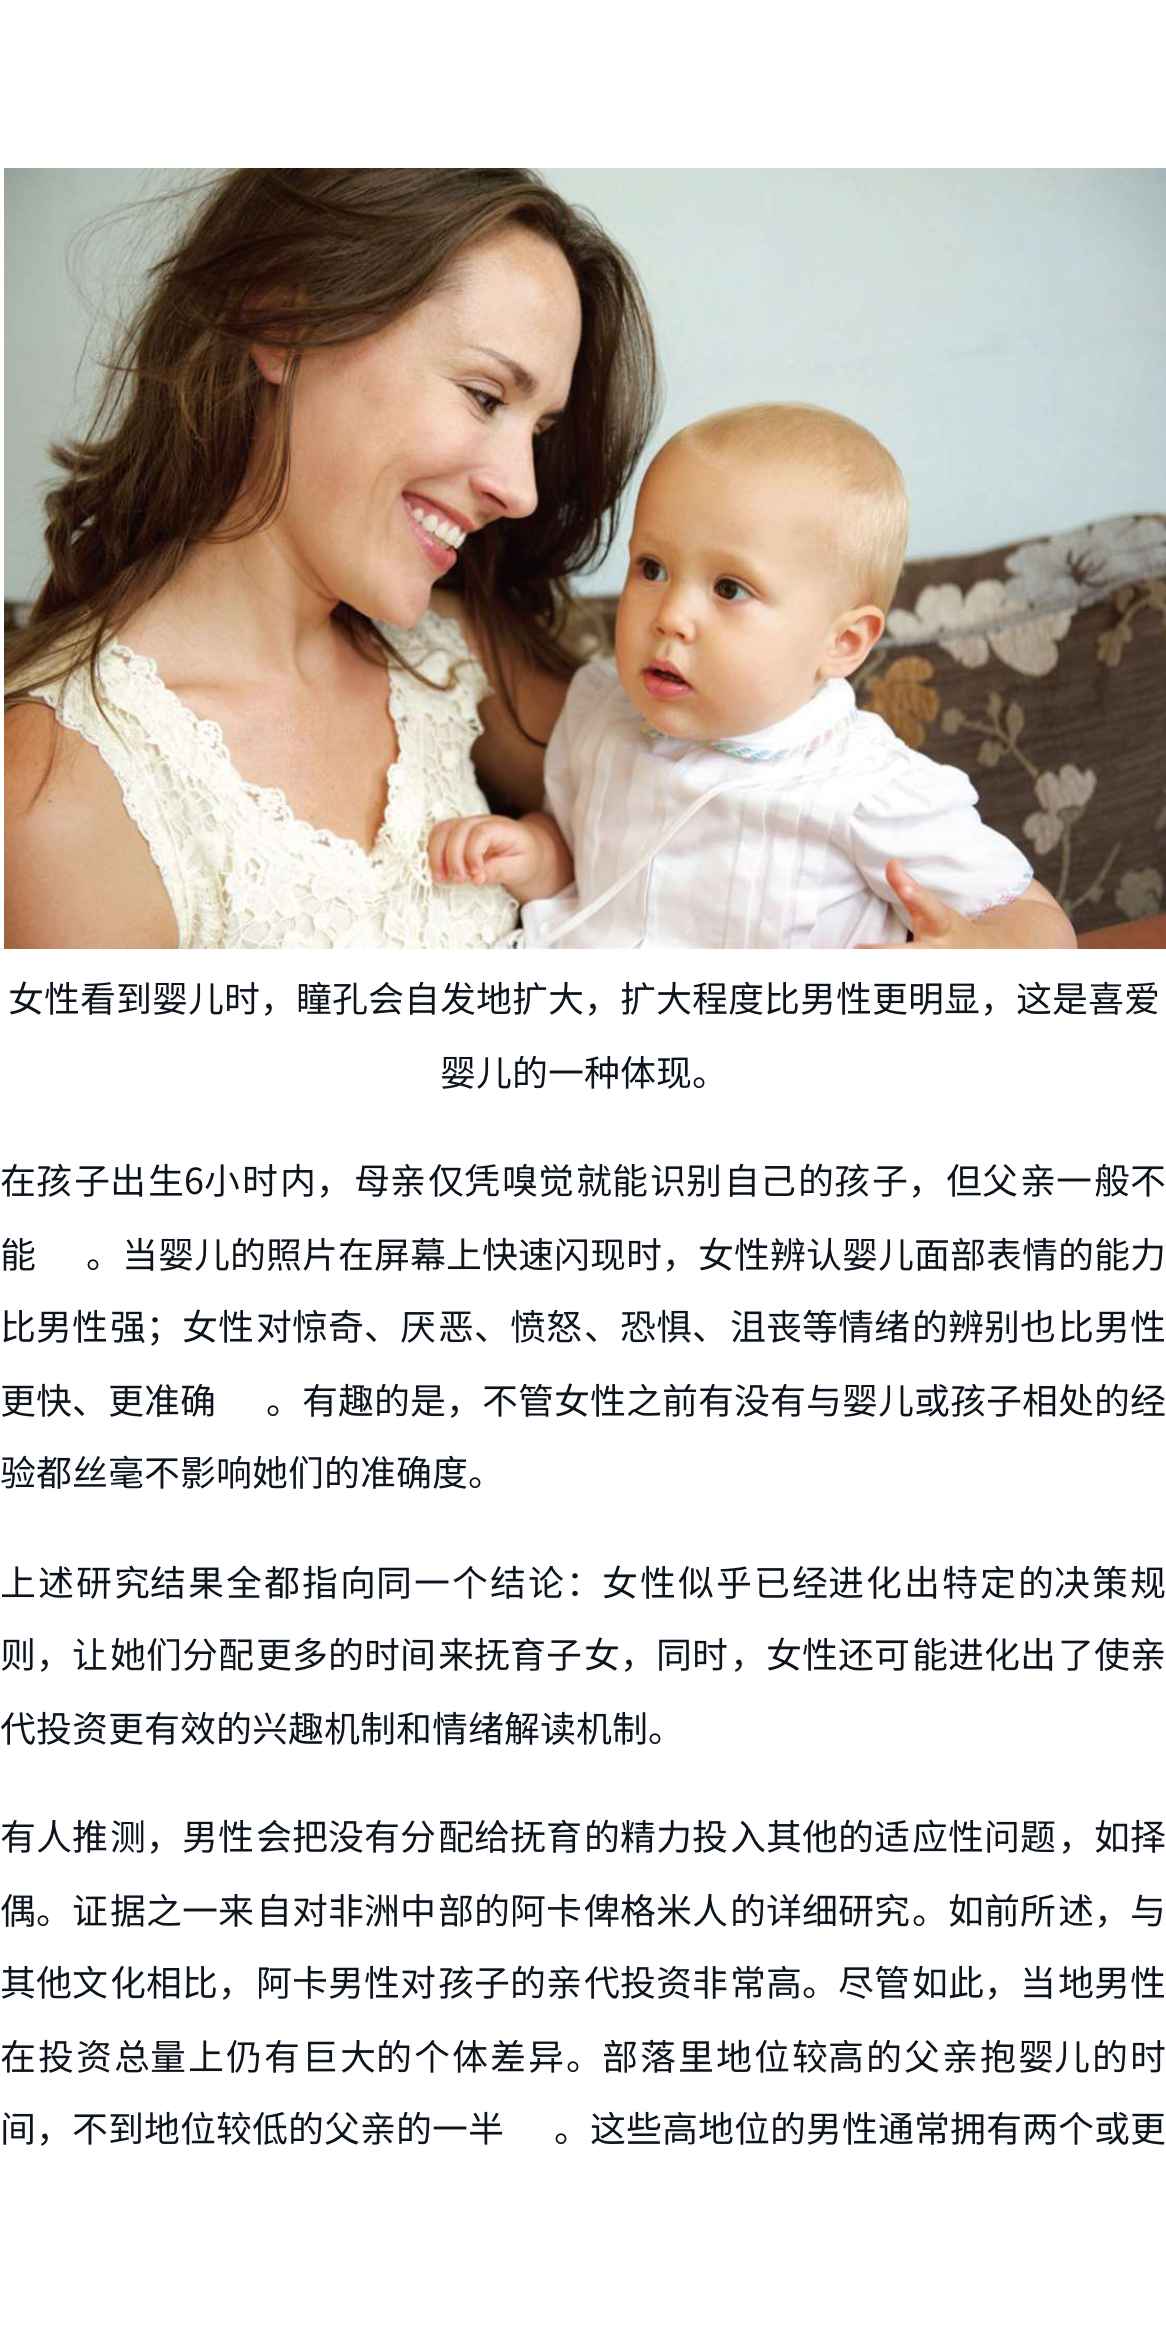 女性看到婴儿时，瞳孔会自发地扩大，扩大程度比男性更明显，这是喜爱
婴儿的一种体现。
在孩子出生6小时内，母亲仅凭嗅觉就能识别自己的孩子，但父亲一般不
能 。当婴儿的照片在屏幕上快速闪现时，女性辨认婴儿面部表情的能力
比男性强；女性对惊奇、厌恶、愤怒、恐惧、沮丧等情绪的辨别也比男性
更快、更准确 。有趣的是，不管女性之前有没有与婴儿或孩子相处的经
验都丝毫不影响她们的准确度。
上述研究结果全都指向同一个结论：女性似乎已经进化出特定的决策规
则，让她们分配更多的时间来抚育子女，同时，女性还可能进化出了使亲
代投资更有效的兴趣机制和情绪解读机制。
有人推测，男性会把没有分配给抚育的精力投入其他的适应性问题，如择
偶。证据之一来自对非洲中部的阿卡俾格米人的详细研究。如前所述，与
其他文化相比，阿卡男性对孩子的亲代投资非常高。尽管如此，当地男性
在投资总量上仍有巨大的个体差异。部落里地位较高的父亲抱婴儿的时
间，不到地位较低的父亲的一半 。这些高地位的男性通常拥有两个或更